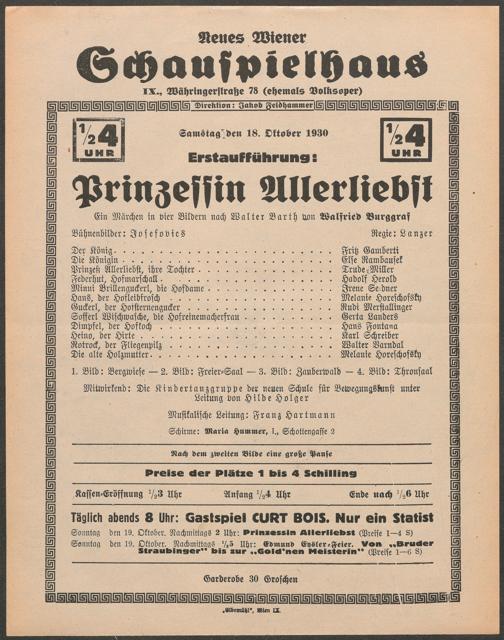 Neues Wiener
Schauspielhaus
IX., Währingerstraße 78 (ehemals Volksoper)
Direktion: Jakob Feldhammer
1/2 4 UHR
Samstag, den 18. Oktober 1930
1/2 4 UHR
Erstaufführung:
Prinzessin Allerliebst
Ein Märchen in vier Bildern nach Walter Barth von Walfried Burggraf
Bühnenbilder: Josefovics Regie: Lanzer
Der König . . . . . . . . . . Fritz Gamberti
Die Königin . . . . . . . . . . Else Rambausek
Prinzeß Allerliebst, ihre Tochter . . . . . . . . . . Trude Miller
Federhut, Hofmarschall . . . . . . . . . . Hadolf Herold
Minni Brillenguckerl, die Hofdame . . . . . . . . . . Irene Sedner
Hans, der Hofleibfrosch . . . . . . . . . . Melanie Horeschofsky
Guckerl, der Hofsternengucker . . . . . . . . . . Rudi Merstallinger
Sofferl Wischwasche, die Hofreinemacherfrau . . . . . . . . . . Gerta Landers
Dimpfel, der Hofkoch . . . . . . . . . . Hans Fontana
Heino, der Hirte . . . . . . . . . . Karl Schreiber
Rotrock, der Fliegenpilz . . . . . . . . . . Walter Varndal
Die alte Holzmutter . . . . . . . . . . Melanie Horeschofsky
1. Bild: Bergwiese — 2. Bild: Freier-Saal — 3. Bild: Zauberwald — 4. Bild: Thronsaal
Mitwirkend: Die Kindertanzgruppe der neuen Schule für Bewegungskunst unter
Leitung von Hilde Holger
Musikalische Leitung: Franz Hartmann
Schirme: Maria Hummer, I., Schottengasse 2
Nach dem zweiten Bilde eine große Pause
Preise der Plätze 1 bis 4 Schilling
Kassen-Eröffnung 1/2 3 Uhr Anfang 1/2 4 Uhr Ende nach 1/2 6 Uhr
Täglich abends 8 Uhr: Gastspiel CURT BOIS. Nur ein Statist
Sonntag den 19. Oktober. Nachmittags 2 Uhr: Prinzessin Allerliebst (Preise 1—4 S)
Sonntag den 19. Oktober. Nachmittags 1/2 5 Uhr: Edmund Eysler-Feier. Von „Bruder
Straubinger" bis zur „Gold'nen Meisterin" (Preise 1—6 S)
Garderobe 30 Groschen
„Elbemühl", Wien IX.